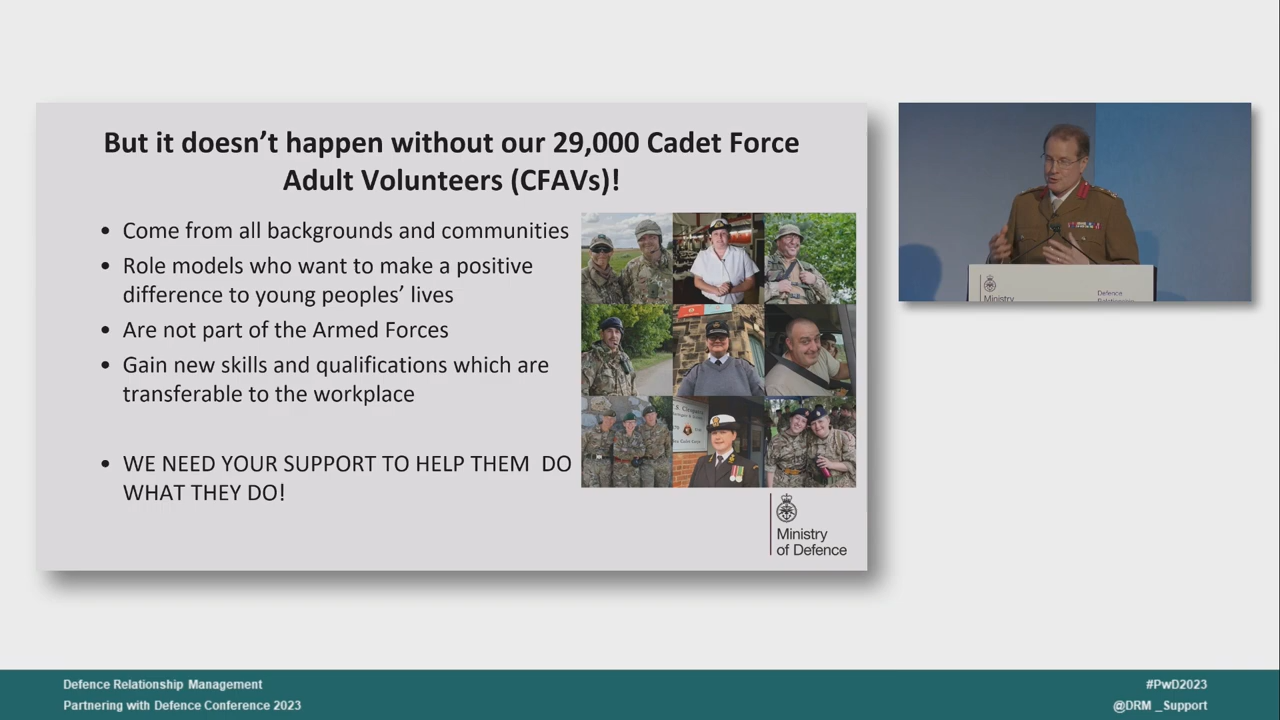 But it doesn’t happen without our 29,000 Cadet Force
Adult Volunteers (CFAVs)!
• Come from all backgrounds and communities
• Role models who want to make a positive
difference to young peoples’ lives
• Are not part of the Armed Forces
• Gain new skills and qualifications which are
transferable to the workplace
• WE NEED YOUR SUPPORT TO HELP THEM  DO
WHAT THEY DO!
Ministry
of Defence
Ministry
Defence
Defence Relationship Management
Partnering with Defence Conference 2023
#PwD2023
@DRM _Support